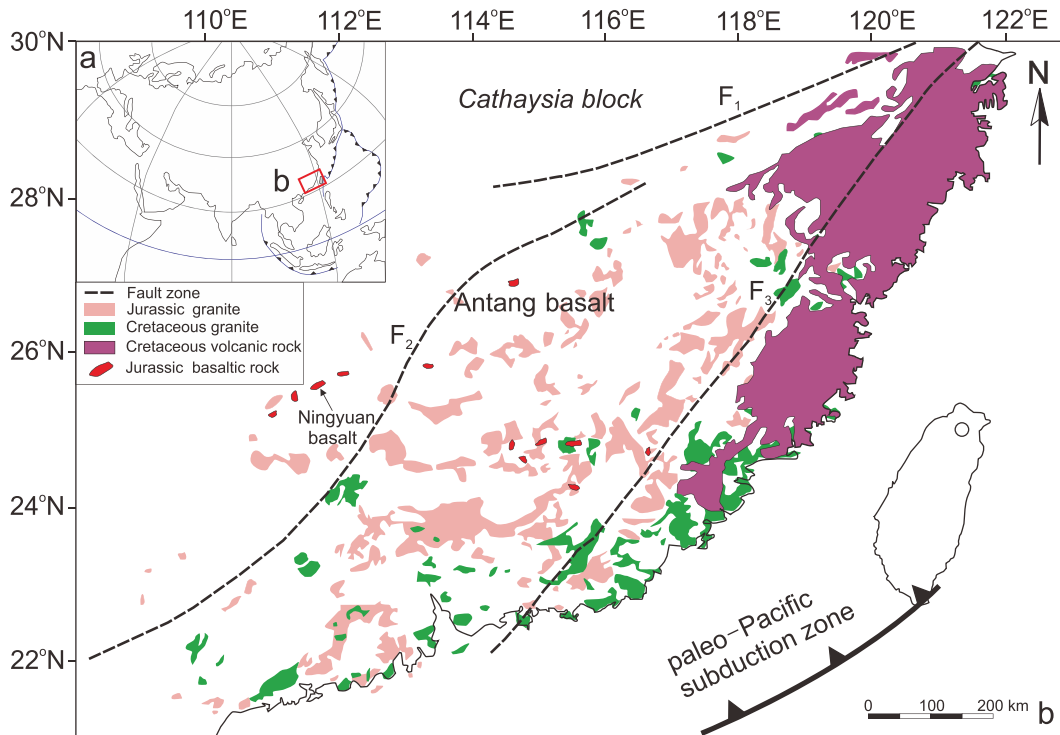 110°E 112°E 114°E 116°E 118°E 120°E 122°E
30°N
a
b
Cathaysia block
F1
N
28°N
Fault zone
Jurassic granite
Cretaceous granite
Cretaceous volcanic rock
Jurassic basaltic rock
Antang basalt
F3
F2
26°N
Ningyuan
basalt
24°N
22°N
paleo-Pacific
subduction zone
0 100 200 km
b